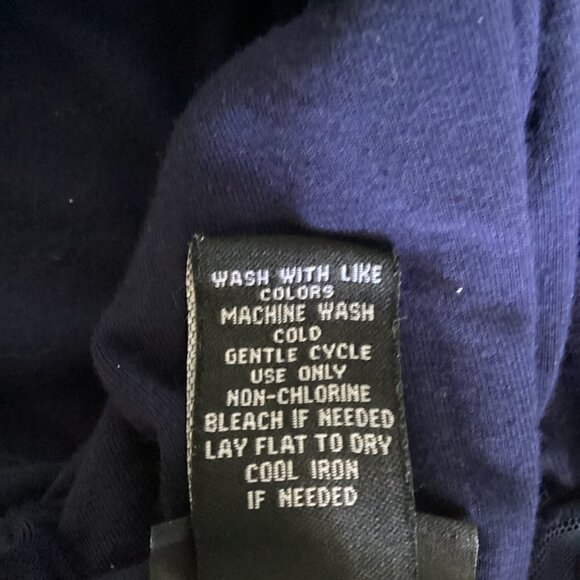 WASH WITH LIKE
COLORS
MACHINE WASH
COLD
GENTLE CYCLE
USE ONLY
NON-CHLORINE
BLEACH IF NEEDED
LAY FLAT TO DRY
COOL IRON
IF NEEDED